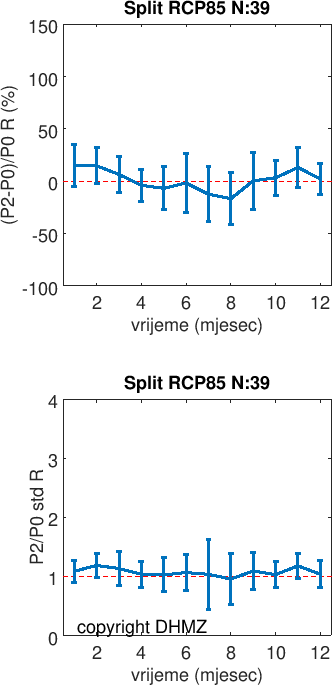 Split RCP85 N:39
150
100
50
0
-50
-100
(P2-P0)/P0 R (%)
2 4 6 8 10 12
vrijeme (mjesec)
Split RCP85 N:39
4
3
2
1
0
P2/P0 std R
copyright DHMZ
2 4 6 8 10 12
vrijeme (mjesec)